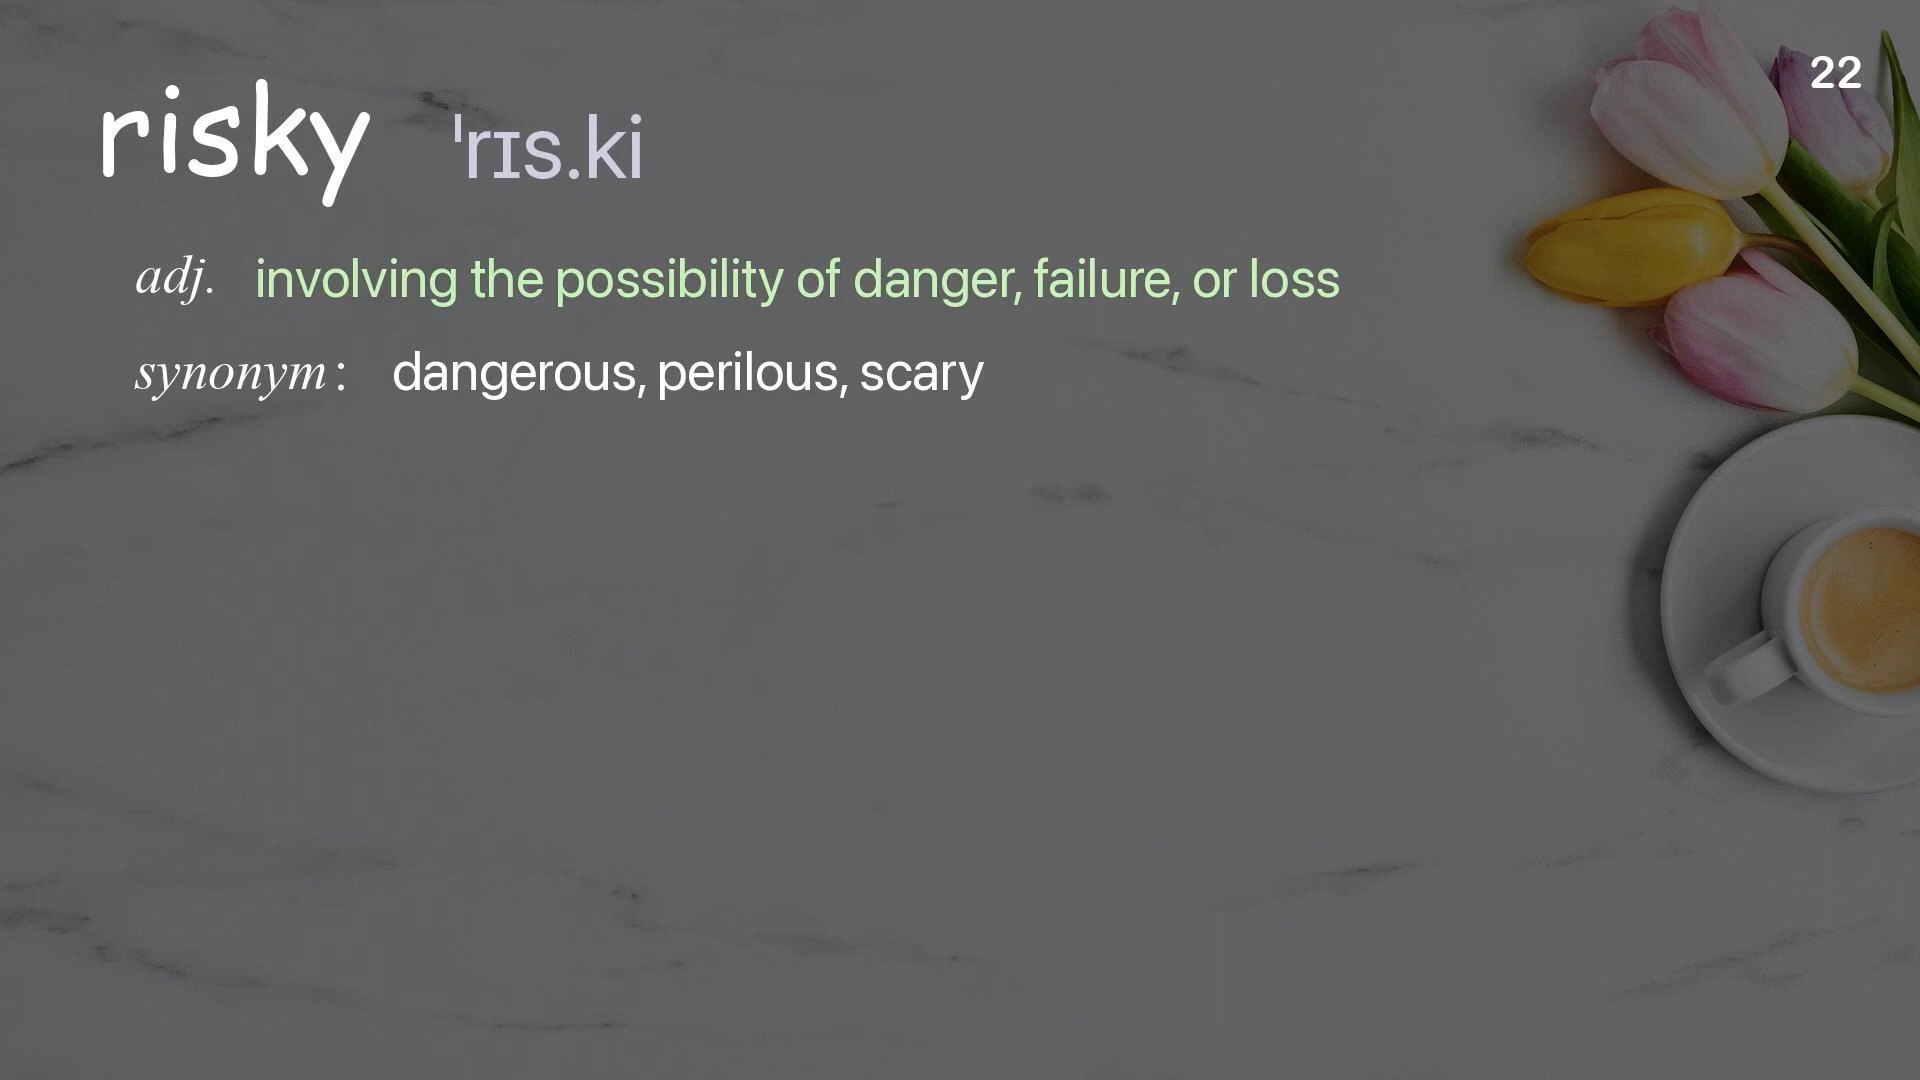 22
risky ˈrɪs.ki
adj. involving the possibility of danger, failure, or loss
synonym : dangerous, perilous, scary